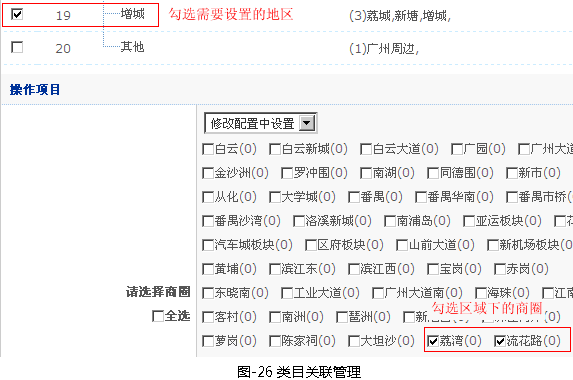 19 增城 勾选需要设置的地区 (3)荔城,新塘,增城,
20 其他 (1)广州周边,
操作项目
修改配置中设置
白云(0) 白云新城(0) 白云大道(0) 广园(0) 广州大
金沙洲(0) 罗冲围(0) 南湖(0) 同德围(0) 新市(0)
从化(0) 大学城(0) 番禺(0) 番禺华南(0) 番禺市桥(
番禺沙湾(0) 洛溪新城(0) 南浦岛(0) 亚运板块(0)
汽车城板块(0) 区府板块(0) 山前大道(0) 新机场板块(0
黄埔(0) 滨江东(0) 滨江西(0) 宝岗(0) 赤岗(0)
请选择商圈 东晓南(0) 工业大道(0) 广州大道南(0) 海珠(0) 江南
勾选区域下的商圈
全选 客村(0) 南洲(0) 琶洲(0)
萝岗(0) 陈家祠(0) 大坦沙(0) 荔湾(0) 流花路(0)
图-26 类目关联管理